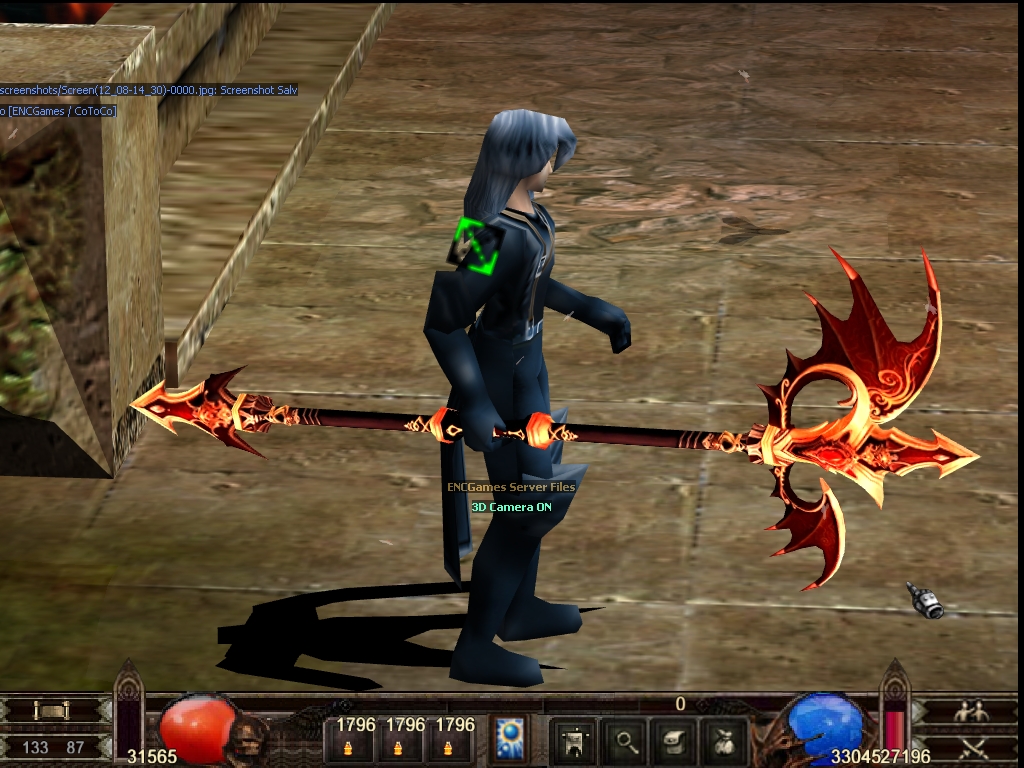 screenshots/Screen(12_08-14_30)-0000.jpg: Screenshot Salv
o [ENCGames / CoToCo]
ENCGames Server Files
3D Camera ON
0
1796 1796 1796
133 87
31565
3304527196